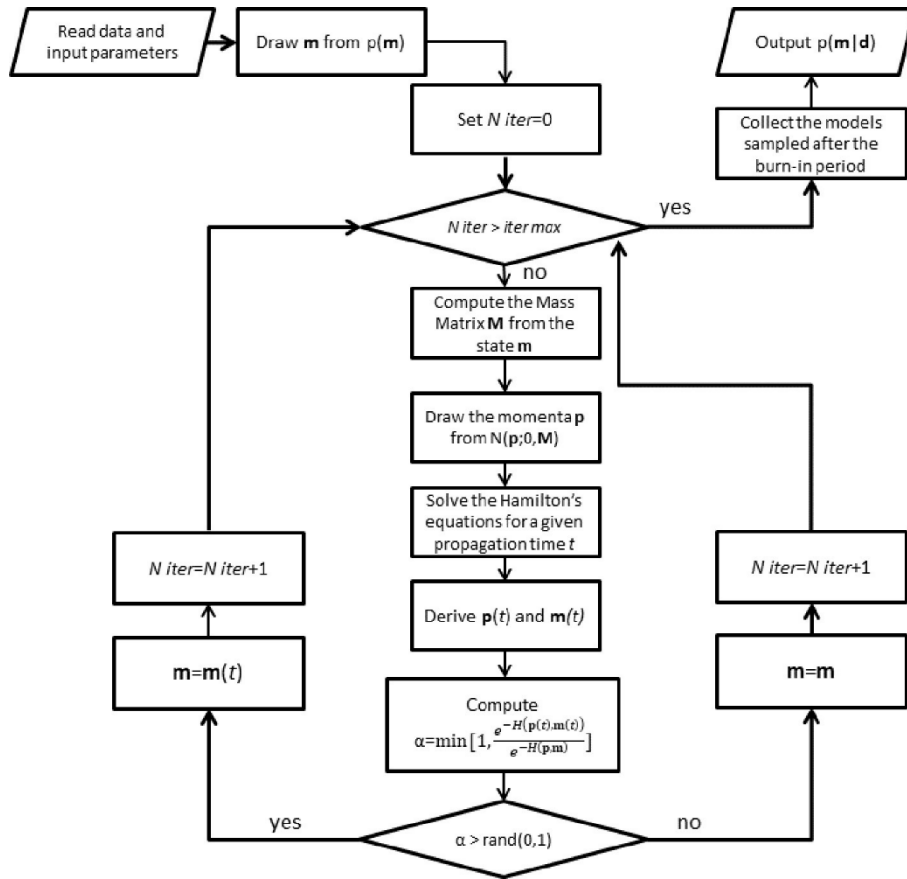 Read data and
input parameters
Draw m from p(m)
Output p(m|d)
Set N iter=0
Collect the models
sampled after the
burn-in period
N iter > iter max
yes
no
Compute the Mass
Matrix M from the
state m
Draw the momenta p
from N(p;0,M)
Solve the Hamilton's
equations for a given
propagation time t
N iter=N iter+1
N iter=N iter+1
Derive p(t) and m(t)
m=m(t)
m=m
Compute
α=min[1, e^{-H(p(t),m(t))} / e^{-H(p,m)}]
yes
no
α > rand(0,1)